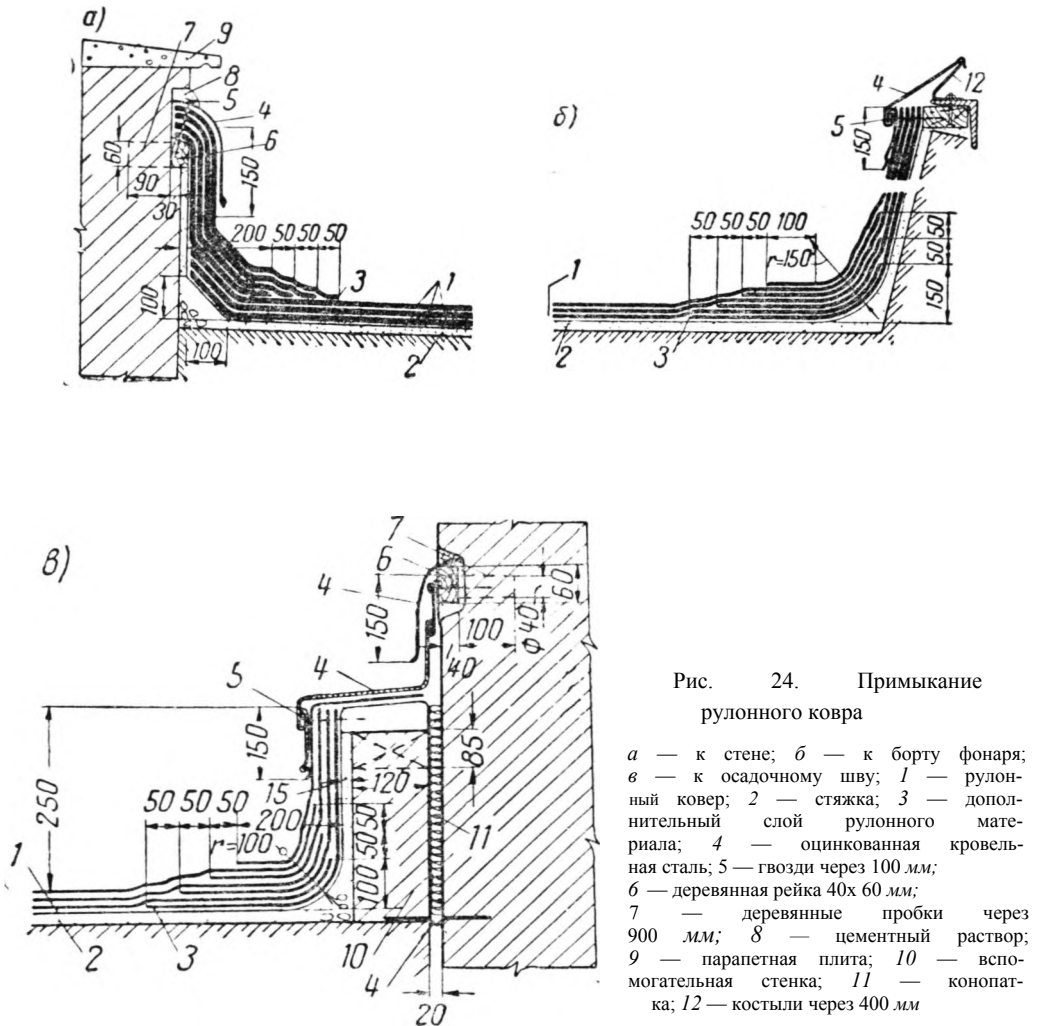 а)
7 9
8
5
4
6
60
90
30
150
200 50 50 50
3
1
100
100
2
б)
4
12
5
150
50 50 50 100
r=150
50
50
150
1
2
3
в)
7
6
4
150
60
ф 40
100
40
4
5
150
85
250
15
120
50 50 50
200
r=100
50 50
100
11
1
2
3
10
4
20
Рис. 24. Примыкание
рулонного ковра
а — к стене; б — к борту фонаря;
в — к осадочному шву; 1 — рулон-
ный ковер; 2 — стяжка; 3 — допол-
нительный слой рулонного мате-
риала; 4 — оцинкованная кровель-
ная сталь; 5 — гвозди через 100 мм;
6 — деревянная рейка 40х 60 мм;
7 — деревянные пробки через
900 мм; 8 — цементный раствор;
9 — парапетная плита; 10 — вспо-
могательная стенка; 11 — конопат-
ка; 12 — костыли через 400 мм